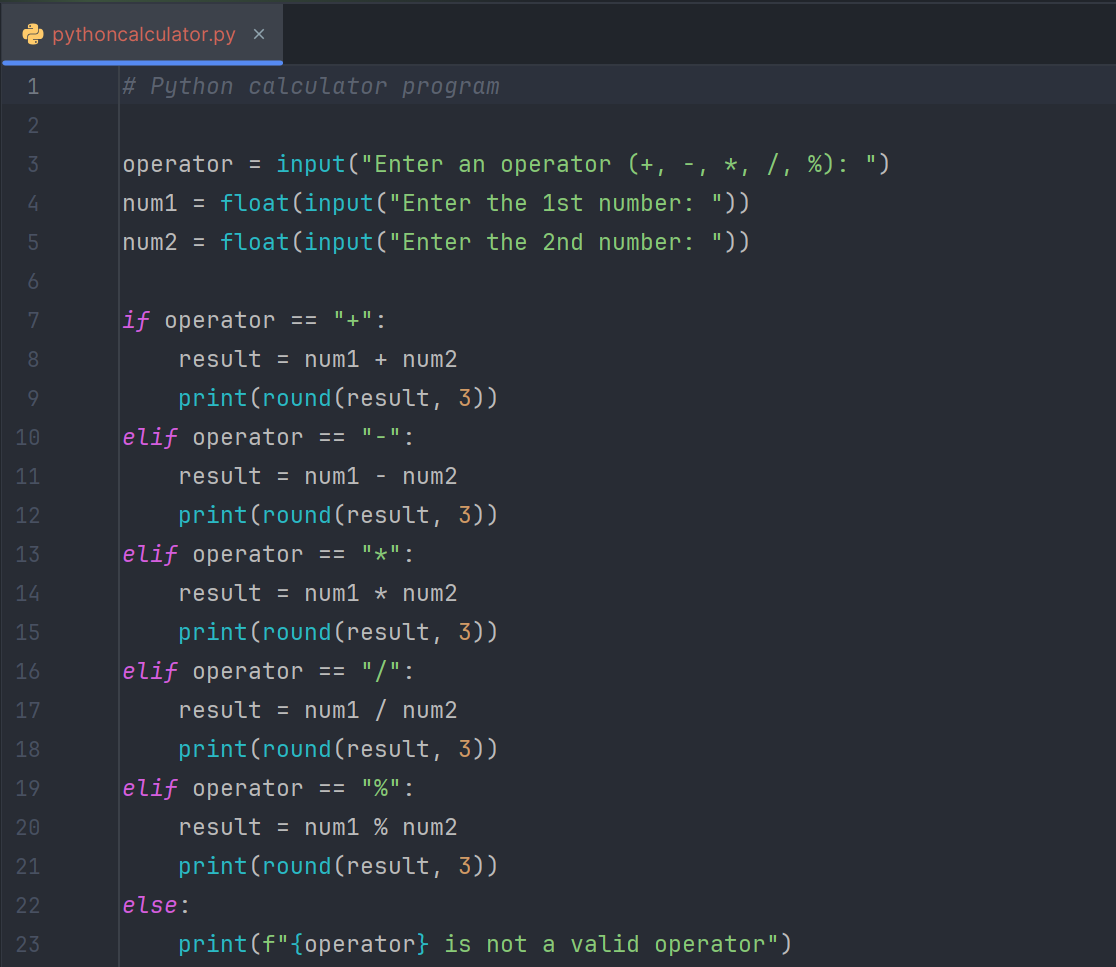 pythoncalculator.py ×
1 # Python calculator program
2
3 operator = input("Enter an operator (+, -, *, /, %): ")
4 num1 = float(input("Enter the 1st number: "))
5 num2 = float(input("Enter the 2nd number: "))
6
7 if operator == "+":
8     result = num1 + num2
9     print(round(result, 3))
10 elif operator == "-":
11     result = num1 - num2
12     print(round(result, 3))
13 elif operator == "*":
14     result = num1 * num2
15     print(round(result, 3))
16 elif operator == "/":
17     result = num1 / num2
18     print(round(result, 3))
19 elif operator == "%":
20     result = num1 % num2
21     print(round(result, 3))
22 else:
23     print(f"{operator} is not a valid operator")